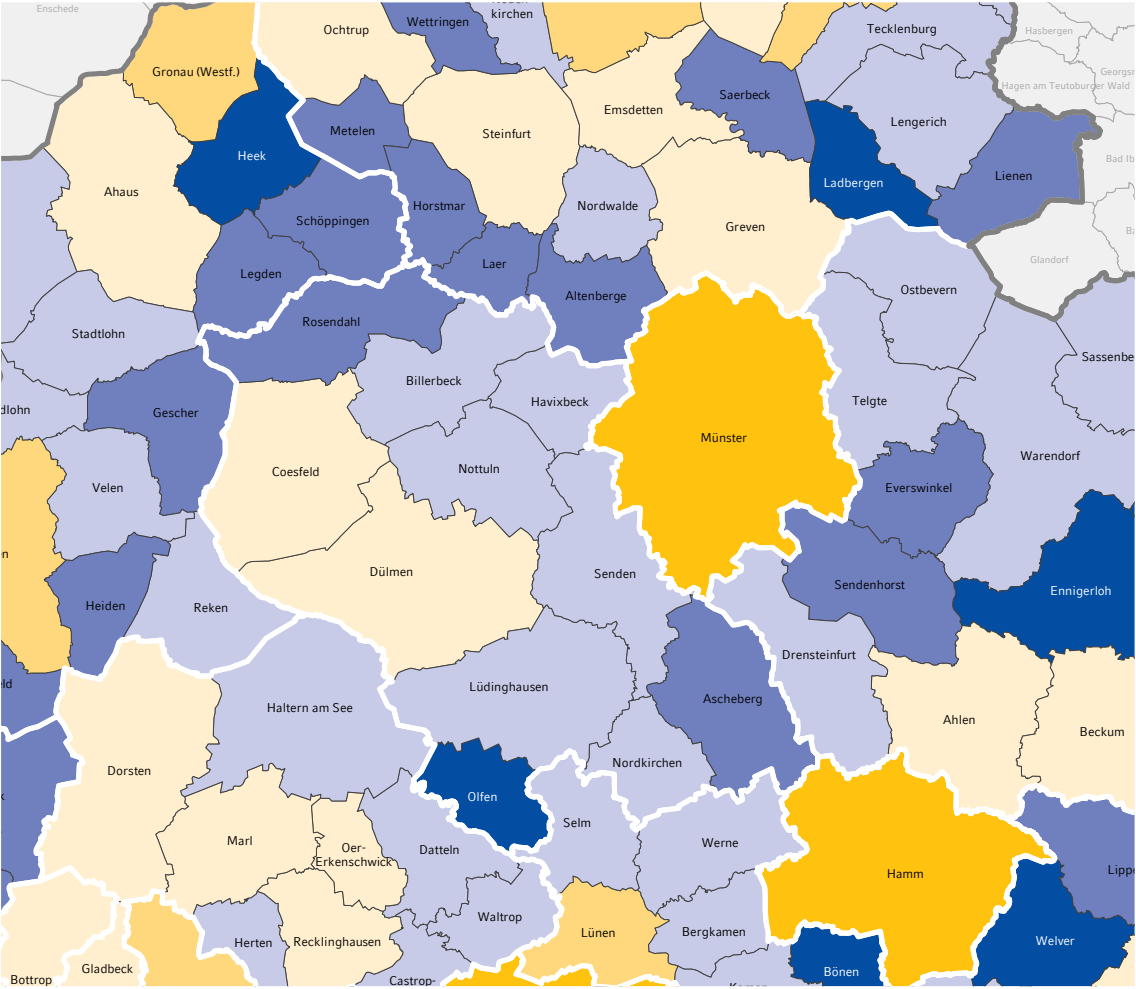 Enschede
kirchen
Wettringen
Tecklenburg
Ochtrup
Hasbergen
Gronau (Westf.)
Hagen am Teutoburger Wald
Saerbeck
Emsdetten
Lengerich
Metelen
Steinfurt
Heek
Bad Ib
Lienen
Ladbergen
Ahaus
Horstmar
Nordwalde
Schöppingen
Greven
Glandorf
Laer
Legden
Ostbevern
Altenberge
Rosendahl
Stadtlohn
Sassenbe
Billerbeck
Havixbeck
Telgte
dlohn
Gescher
Münster
Warendorf
Nottuln
Coesfeld
Velen
Everswinkel
n
Dülmen
Senden
Sendenhorst
Ennigerloh
Heiden
Reken
Drensteinfurt
eld
Lüdinghausen
Ascheberg
Haltern am See
Ahlen
Beckum
Nordkirchen
Dorsten
Olfen
k
Selm
Marl
Werne
Oer-
Erkenschwick
Datteln
Lippe
Hamm
Waltrop
Lünen
Bergkamen
Herten
Recklinghausen
Welver
Gladbeck
Bönen
Bottrop
Castrop-